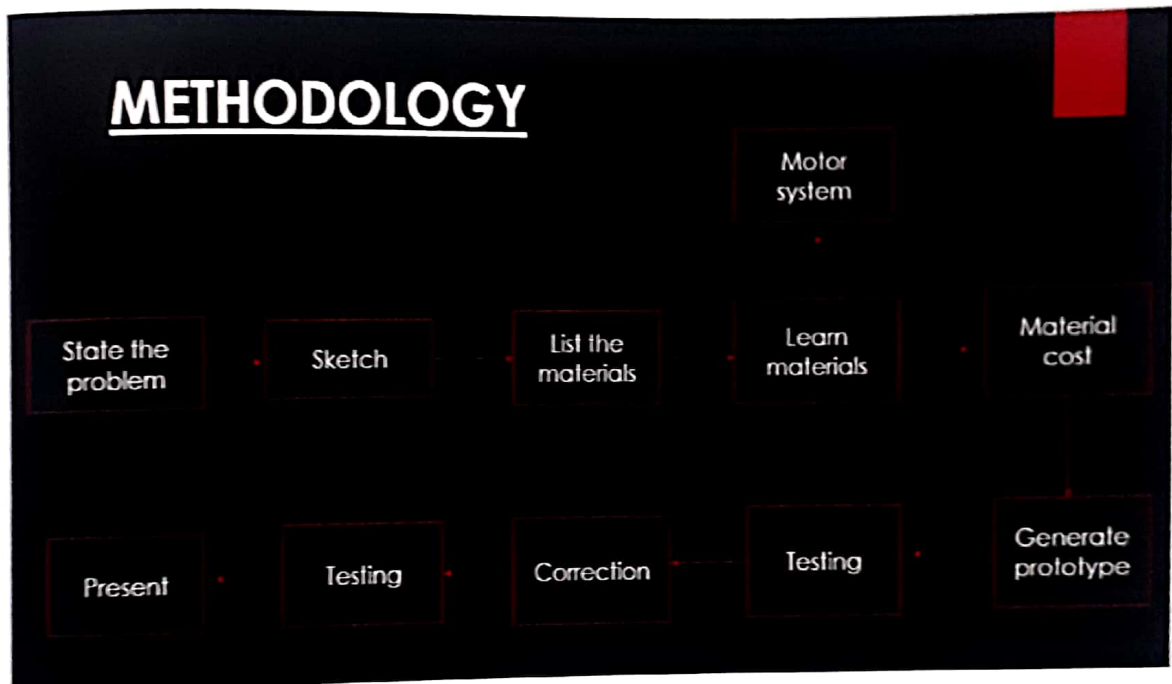 METHODOLOGY
Motor
system
State the
problem
Sketch
List the
materials
Learn
materials
Material
cost
Generate
prototype
Testing
Correction
Testing
Present